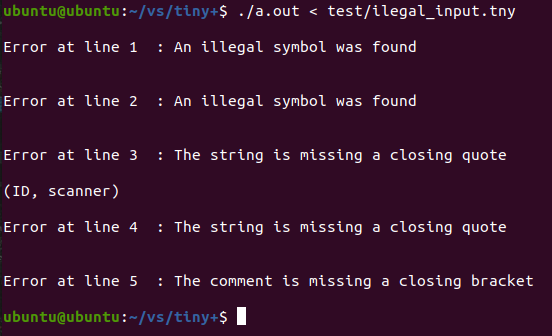 ubuntu@ubuntu:~/vs/tiny+$ ./a.out < test/ilegal_input.tny
Error at line 1  : An illegal symbol was found
Error at line 2  : An illegal symbol was found
Error at line 3  : The string is missing a closing quote
(ID, scanner)
Error at line 4  : The string is missing a closing quote
Error at line 5  : The comment is missing a closing bracket
ubuntu@ubuntu:~/vs/tiny+$